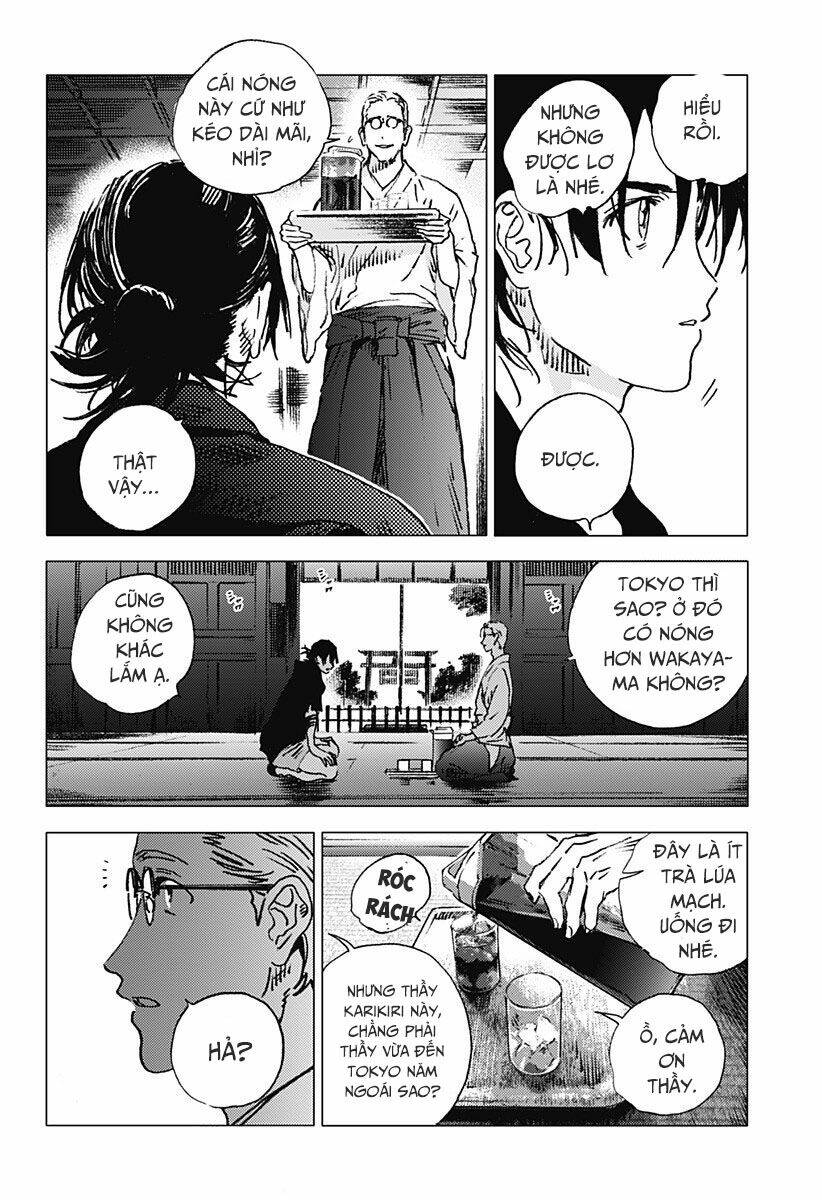 HIỂU
RỒI.
NHƯNG
KHÔNG
ĐƯỢC LƠ
LÀ NHÉ.
ĐƯỢC.
CÁI NÓNG
NÀY CỨ NHƯ
KÉO DÀI MÃI,
NHỈ?
THẬT
VẬY...
TOKYO THÌ
SAO? Ở ĐÓ
CÓ NÓNG
HƠN WAKAYA-
MA KHÔNG?
CŨNG
KHÔNG
KHÁC
LẮM Ạ.
ĐÂY LÀ ÍT
TRÀ LÚA
MẠCH.
UỐNG ĐI
NHÉ.
RÓC
RÁCH
Ồ, CẢM
ƠN
THẦY.
NHƯNG THẦY
KARIKIRI NÀY,
CHẲNG PHẢI
THẦY VỪA ĐẾN
TOKYO NĂM
NGOÁI SAO?
HẢ?